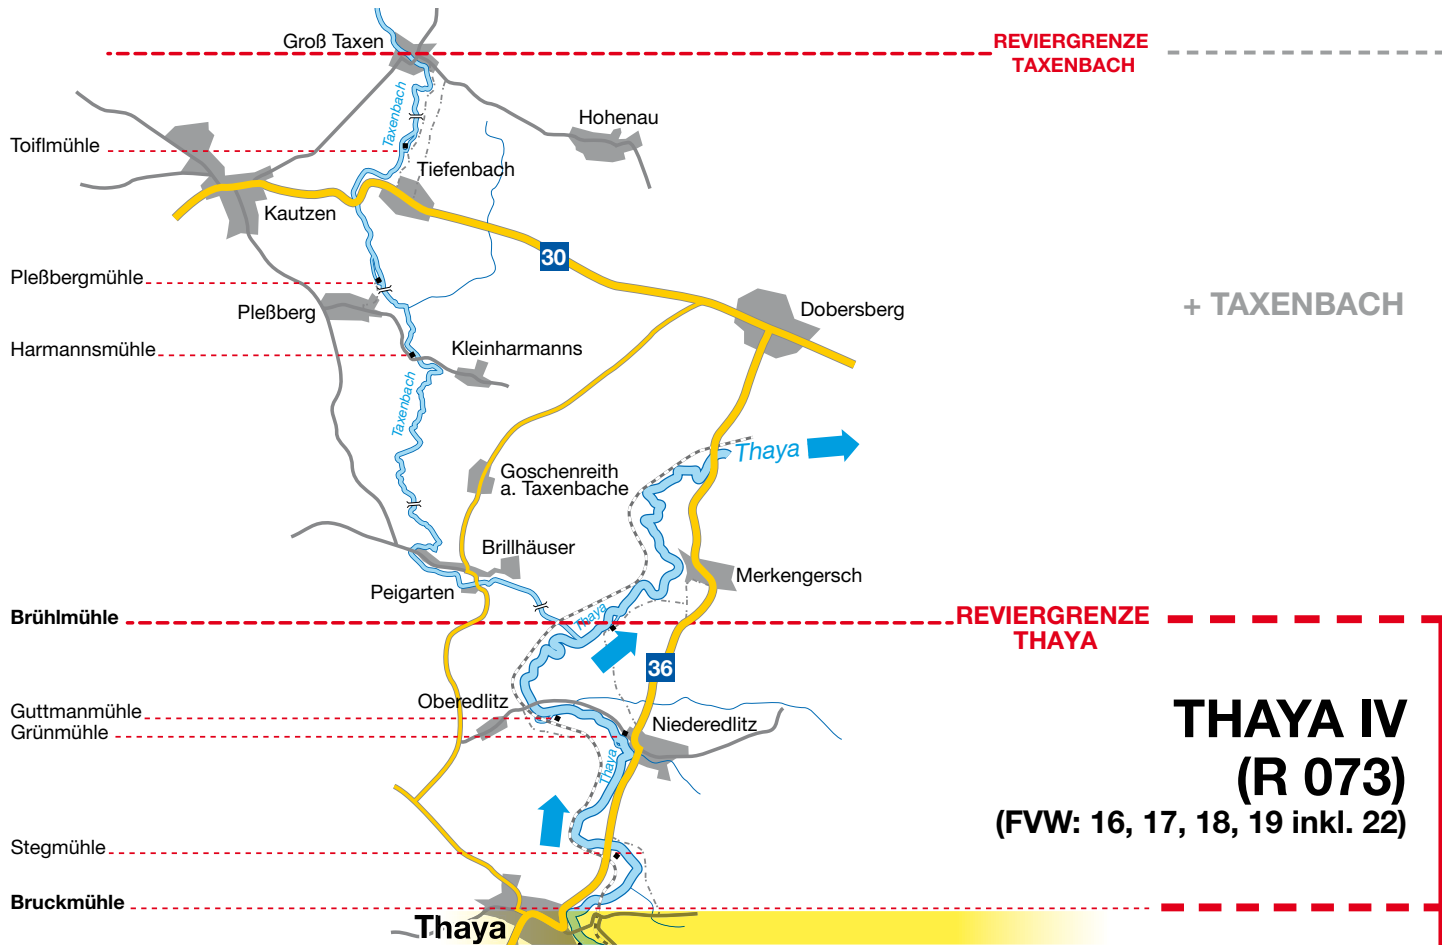 Groß Taxen
REVIERGRENZE
TAXENBACH
Taxenbach
Hohenau
Toiflmühle
Tiefenbach
Kautzen
30
Pleßbergmühle
Pleßberg
Dobersberg
+ TAXENBACH
Harmannsmühle
Kleinharmanns
Taxenbach
Thaya
Goschenreith
a. Taxenbache
Brillhäuser
Merkengersch
Peigarten
Brühlmühle
Thaya
REVIERGRENZE
THAYA
36
Oberedlitz
Guttmanmühle
Grünmühle
Niederedlitz
Thaya
THAYA IV
(R 073)
(FVW: 16, 17, 18, 19 inkl. 22)
Stegmühle
Bruckmühle
Thaya